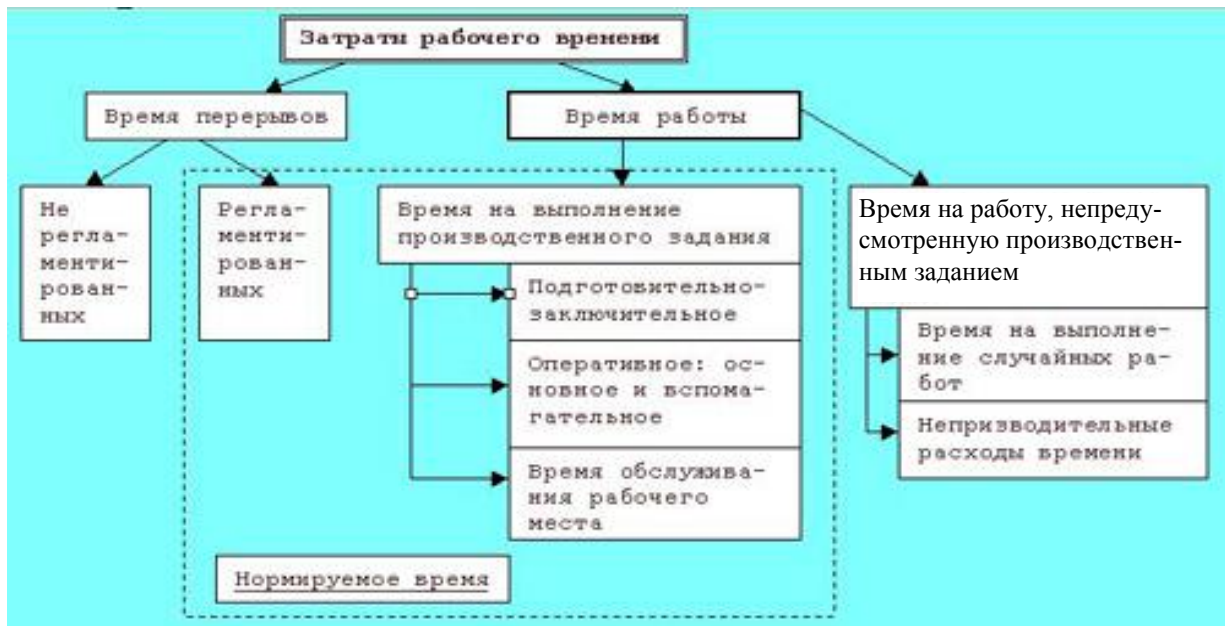 Затраты рабочего времени
Время перерывов
Время работы
Не
регла-
менти-
рован-
ных
Регла-
менти-
рован-
ных
Время на выполнение
производственного задания
Подготовительно-
заключительное
Оперативное: ос-
новное и вспома-
гательное
Время обслужива-
ния рабочего
места
Время на работу, непреду-
смотренную производствен-
ным заданием
Время на выполне-
ние случайных ра-
бот
Непризводительные
расходы времени
Нормируемое время